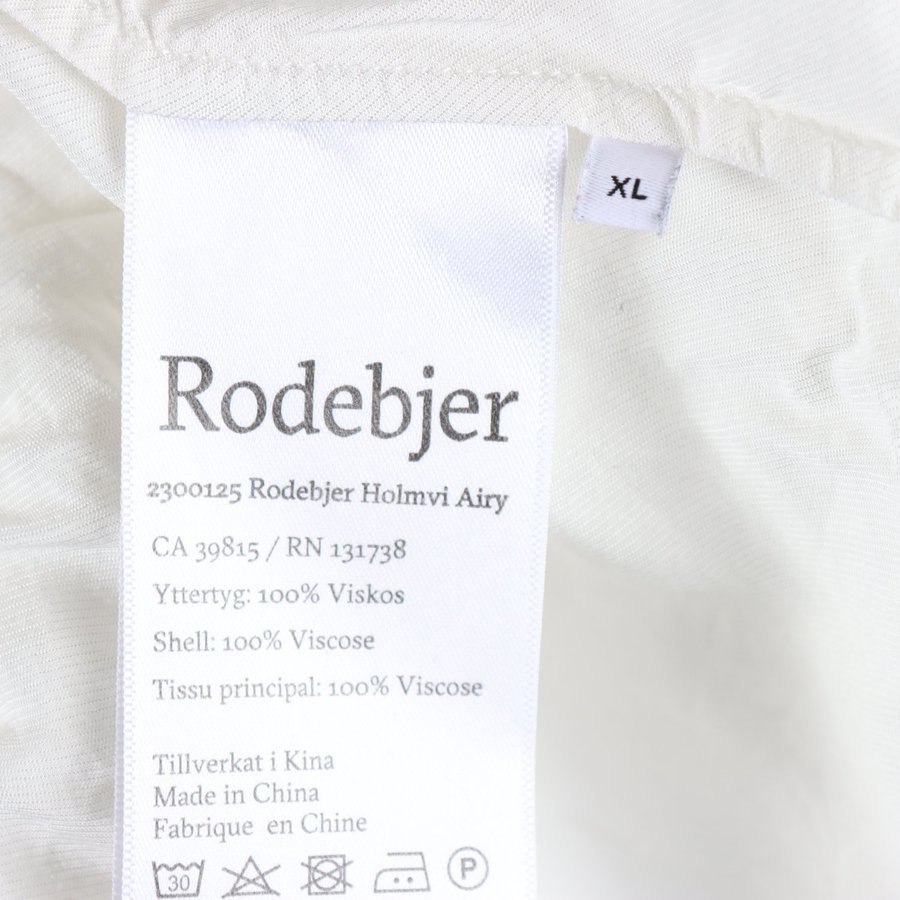 XL
Rodebjer
2300125 Rodebjer Holmvi Airy
CA 39815 / RN 131738
Yttertyg: 100% Viskos
Shell: 100% Viscose
Tissu principal: 100% Viscose
Tillverkat i Kina
Made in China
Fabrique en Chine
30
P